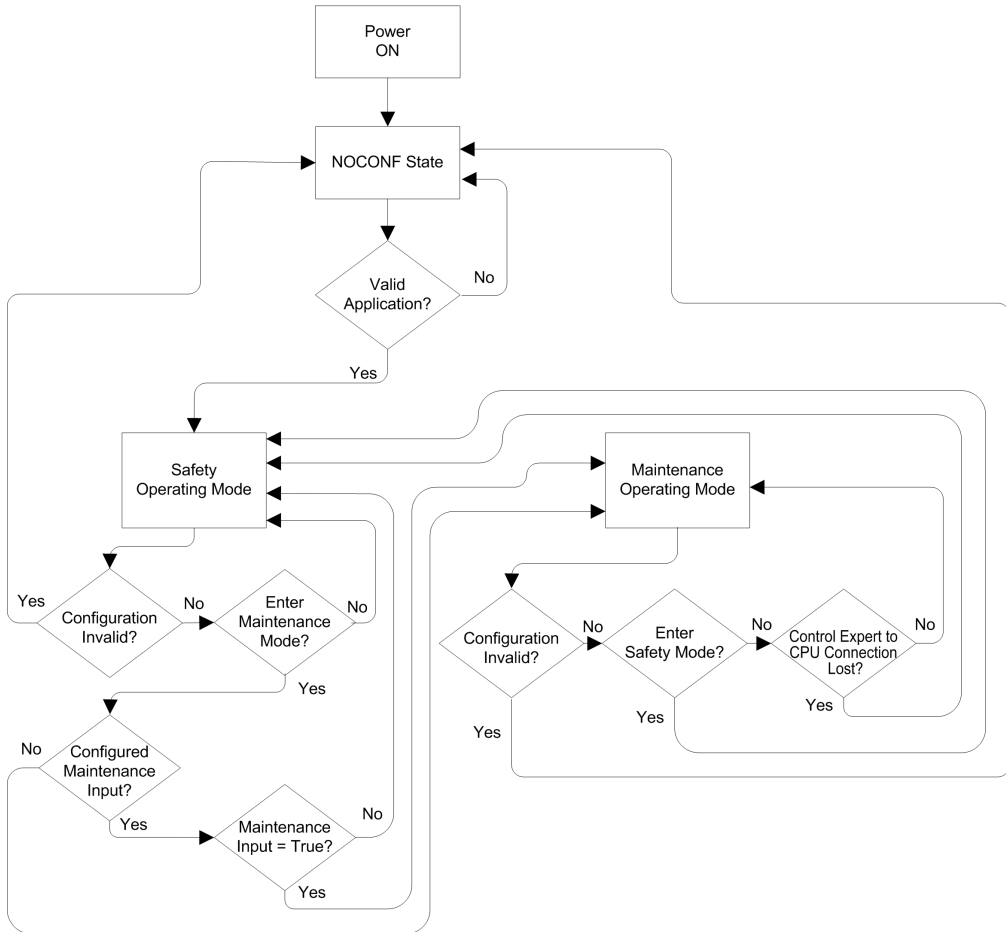 Power
ON
NOCONF State
Valid
Application?
No
Yes
Safety
Operating Mode
Maintenance
Operating Mode
Yes
Configuration
Invalid?
No
Enter
Maintenance
Mode?
No
Yes
Configuration
Invalid?
No
Yes
Enter
Safety Mode?
No
Yes
Control Expert to
CPU Connection
Lost?
No
Yes
No
Configured
Maintenance
Input?
Yes
Maintenance
Input = True?
No
Yes